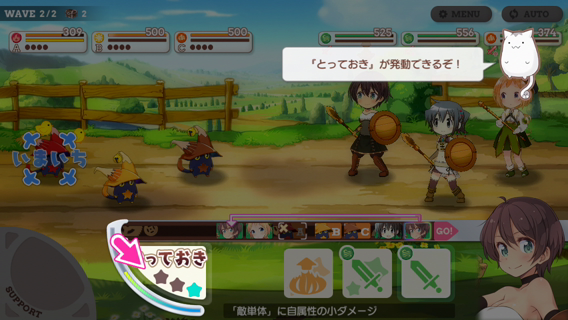 WAVE 2/2 2
MENU
AUTO
309
500
500
525
556
374
A
B
C
「とっておき」が発動できるぞ！
いまいち
B
C
GO!
とっておき
SUPPORT
「敵単体」に自属性の小ダメージ